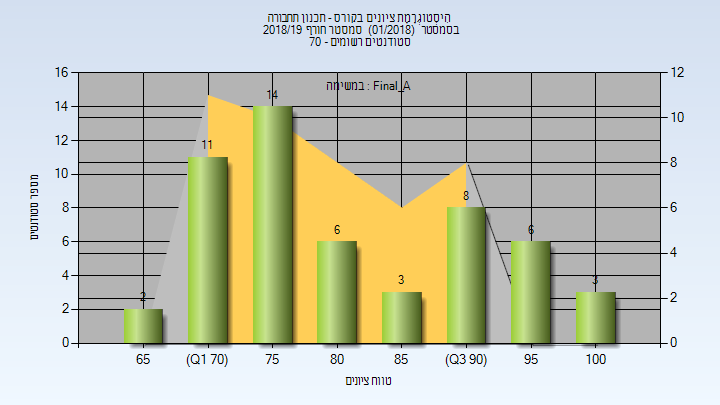 היסטוגרמת ציונים בקורס - תכנון תחבורה
בסמסטר (01/2018) סמסטר חורף 2018/19
סטודנטים רשומים - 70
במשימה : Final_A
מספר סטודנטים
16 14 12 10 8 6 4 2 0
12 10 8 6 4 2 0
2 11 14 6 3 8 6 3
65 (Q1 70) 75 80 85 (Q3 90) 95 100
טווח ציונים